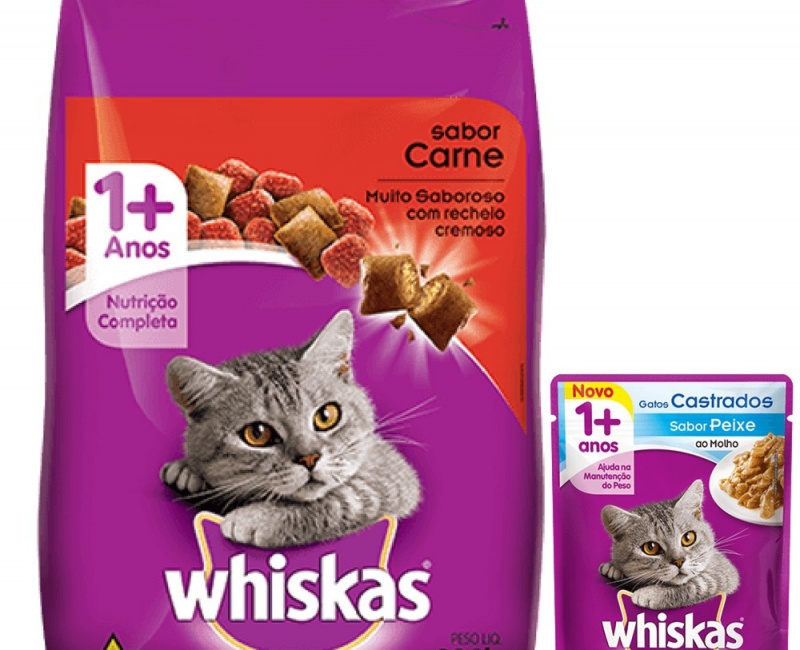 sabor
Carne
Muito Saboroso
com recheio
cremoso
1+
Anos
Nutrição
Completa
whiskas®
PESO LIQ.
Novo
1+
anos
Ajuda na
Manutenção
do Peso
Gatos Castrados
Sabor Peixe
ao Molho
whiskas